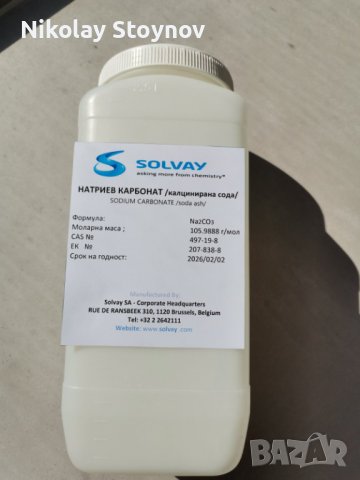 Nikolay Stoynov
SOLVAY
asking more from chemistry®
НАТРИЕВ КАРБОНАТ /калцинирана сода/
SODIUM CARBONATE /soda ash/
Формула: Na2CO3
Моларна маса ; 105.9888 г/мол
CAS № 497-19-8
ЕК № 207-838-8
Срок на годност: 2026/02/02
Manufactured By:
Solvay SA - Corporate Headquarters
RUE DE RANSBEEK 310, 1120 Brussels, Belgium
Tel: +32 2 2642111
Website: www.solvay.com
BAZAR